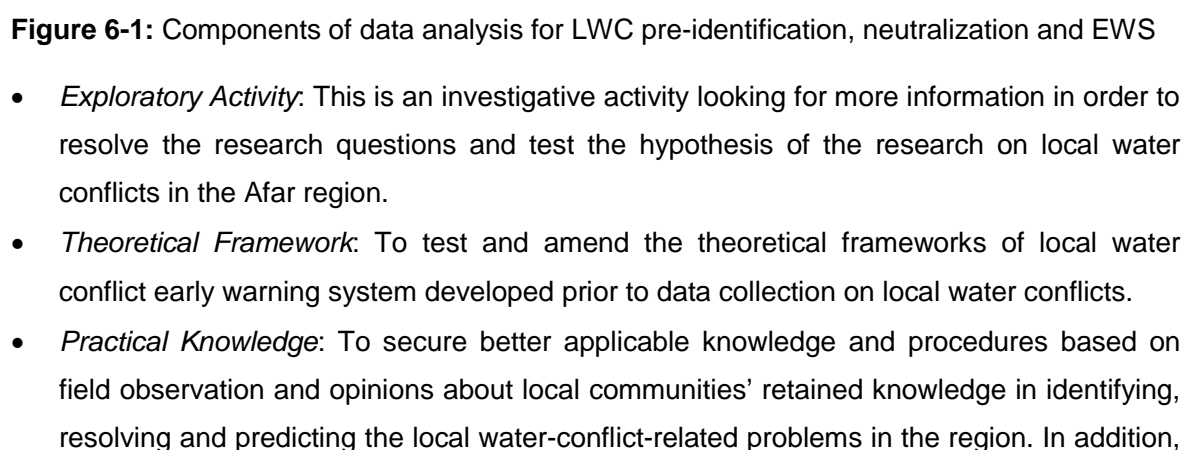 Figure 6-1: Components of data analysis for LWC pre-identification, neutralization and EWS
• Exploratory Activity: This is an investigative activity looking for more information in order to
resolve the research questions and test the hypothesis of the research on local water
conflicts in the Afar region.
• Theoretical Framework: To test and amend the theoretical frameworks of local water
conflict early warning system developed prior to data collection on local water conflicts.
• Practical Knowledge: To secure better applicable knowledge and procedures based on
field observation and opinions about local communities’ retained knowledge in identifying,
resolving and predicting the local water-conflict-related problems in the region. In addition,